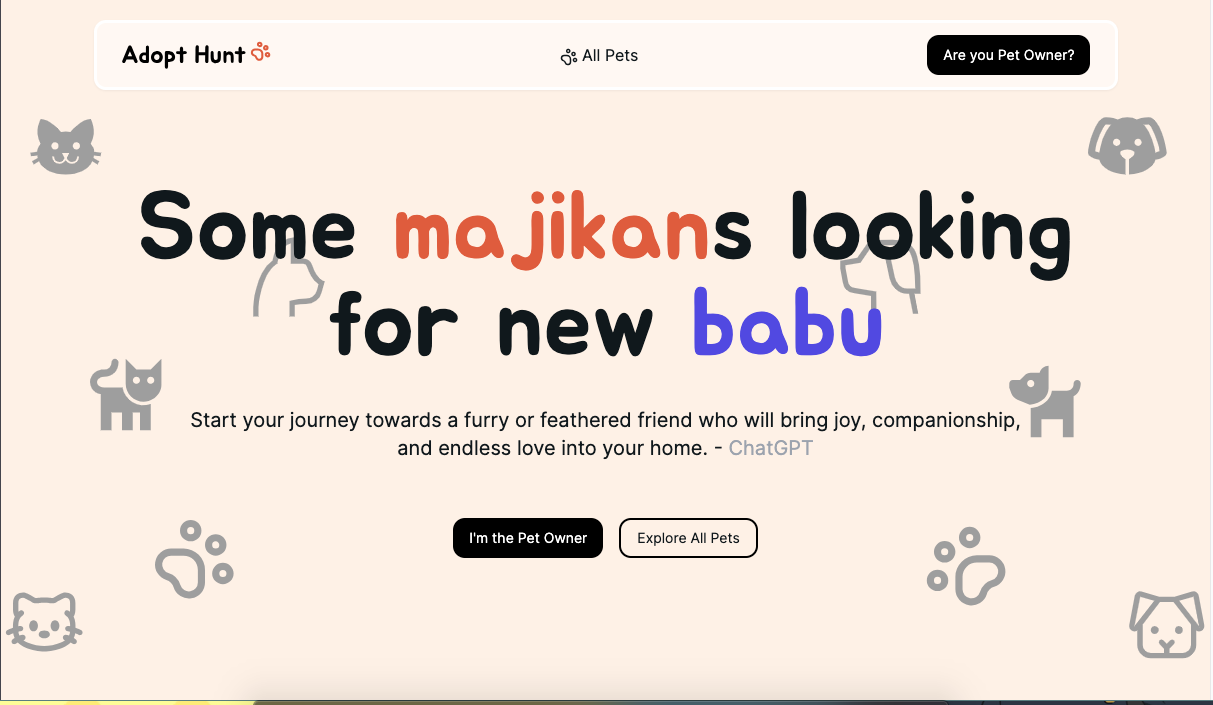 Adopt Hunt
All Pets
Are you Pet Owner?
Some majikans looking
for new babu
Start your journey towards a furry or feathered friend who will bring joy, companionship,
and endless love into your home. - ChatGPT
I'm the Pet Owner
Explore All Pets